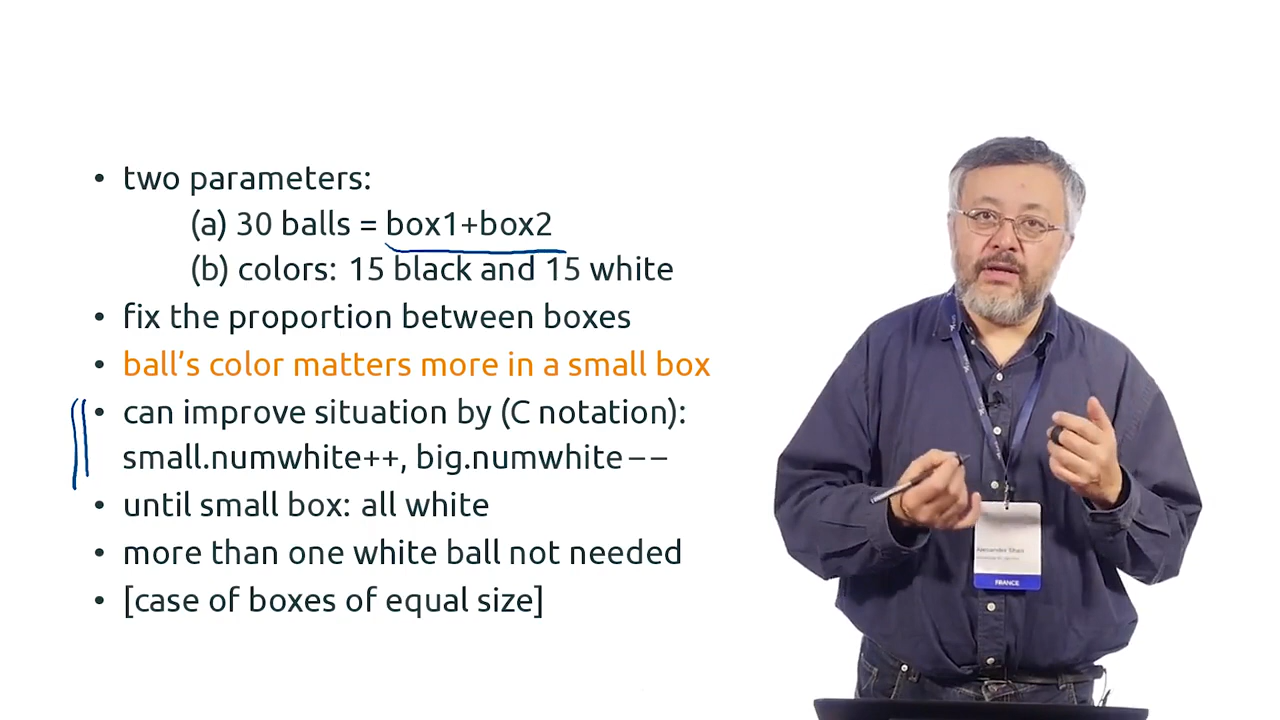 • two parameters:
(a) 30 balls = box1+box2
(b) colors: 15 black and 15 white
• fix the proportion between boxes
• ball's color matters more in a small box
• can improve situation by (C notation):
small.numwhite++, big.numwhite−−
• until small box: all white
• more than one white ball not needed
• [case of boxes of equal size]
FRANCE